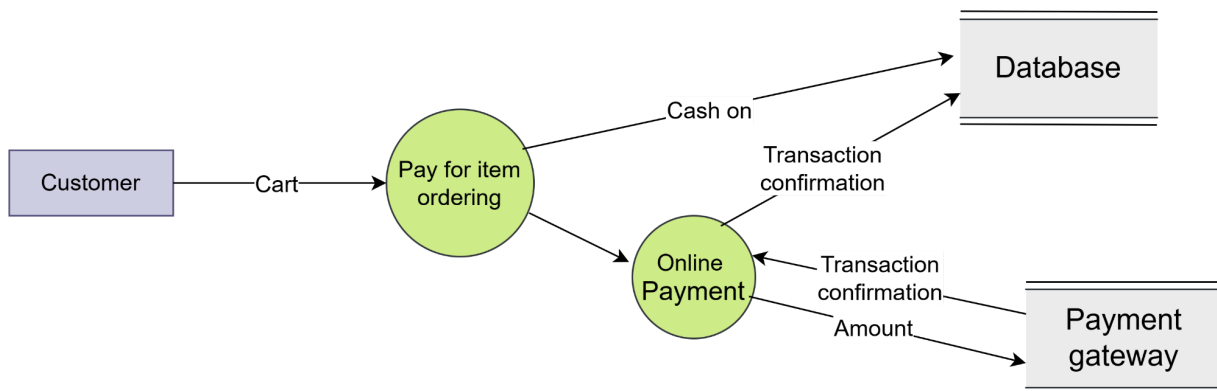 Customer
Cart
Pay for item
ordering
Cash on
Database
Transaction
confirmation
Online
Payment
Transaction
confirmation
Amount
Payment
gateway